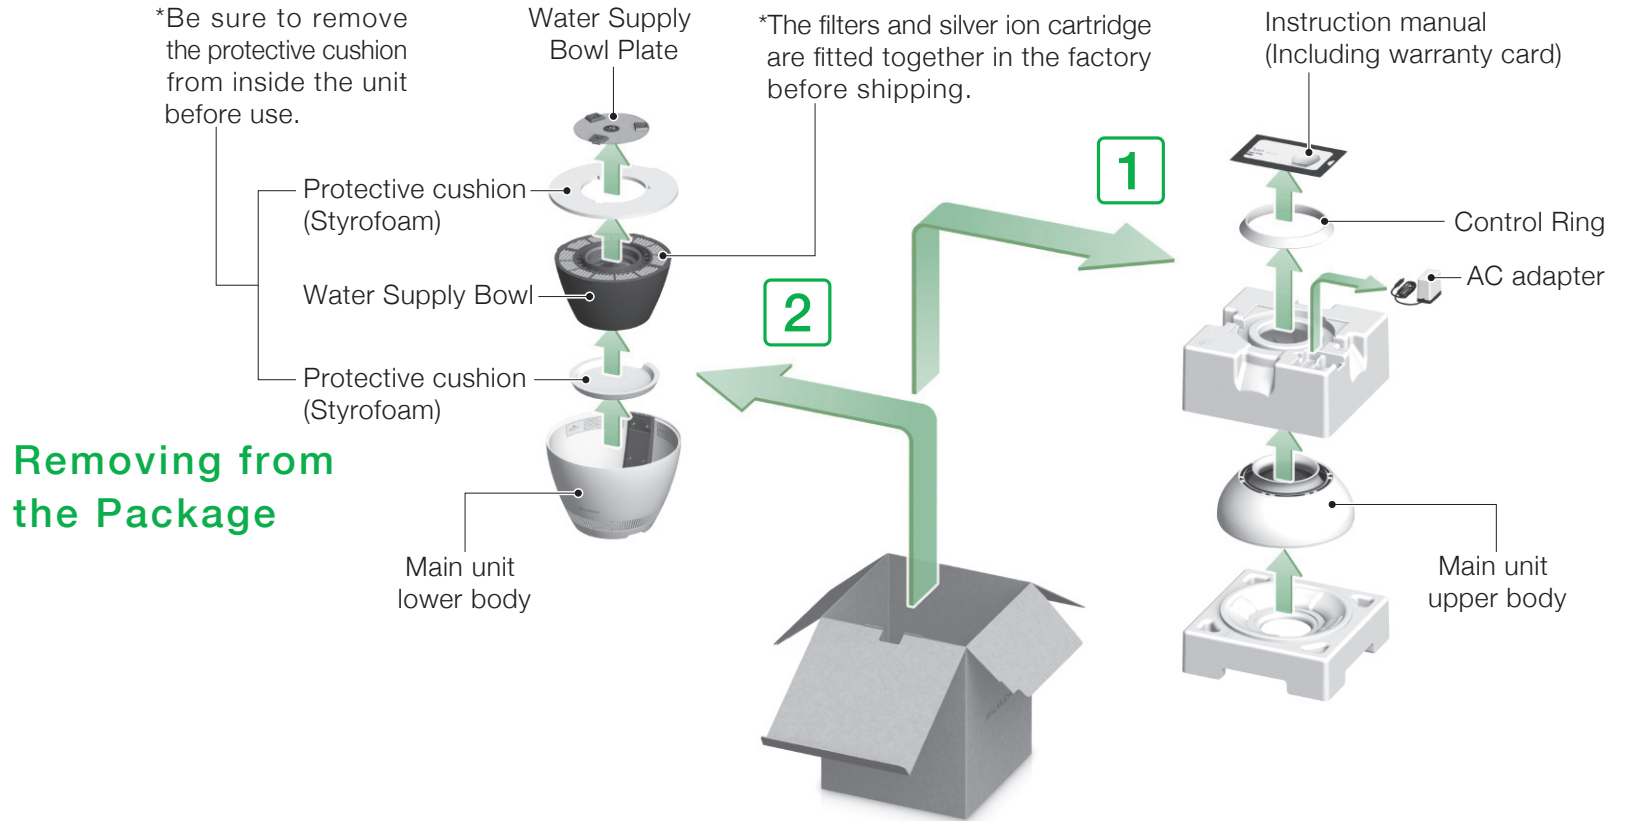 *Be sure to remove
the protective cushion
from inside the unit
before use.
Water Supply
Bowl Plate
*The filters and silver ion cartridge
are fitted together in the factory
before shipping.
Instruction manual
(Including warranty card)
1
Protective cushion
(Styrofoam)
Control Ring
AC adapter
Water Supply Bowl
2
Protective cushion
(Styrofoam)
Removing from
the Package
Main unit
lower body
Main unit
upper body